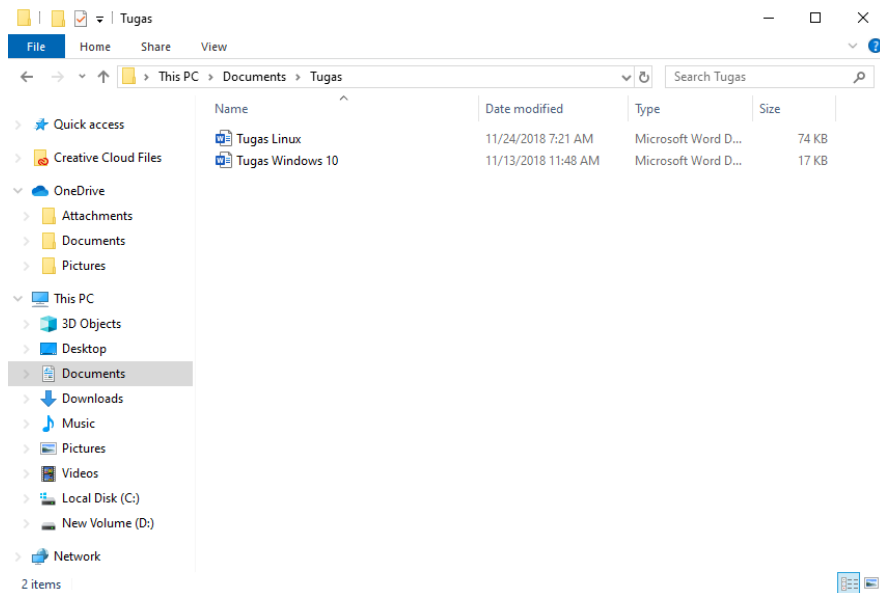 Tugas
File Home Share View
This PC > Documents > Tugas
Search Tugas
Name Date modified Type Size
Tugas Linux 11/24/2018 7:21 AM Microsoft Word D... 74 KB
Tugas Windows 10 11/13/2018 11:48 AM Microsoft Word D... 17 KB
Quick access
Creative Cloud Files
OneDrive
Attachments
Documents
Pictures
This PC
3D Objects
Desktop
Documents
Downloads
Music
Pictures
Videos
Local Disk (C:)
New Volume (D:)
Network
2 items